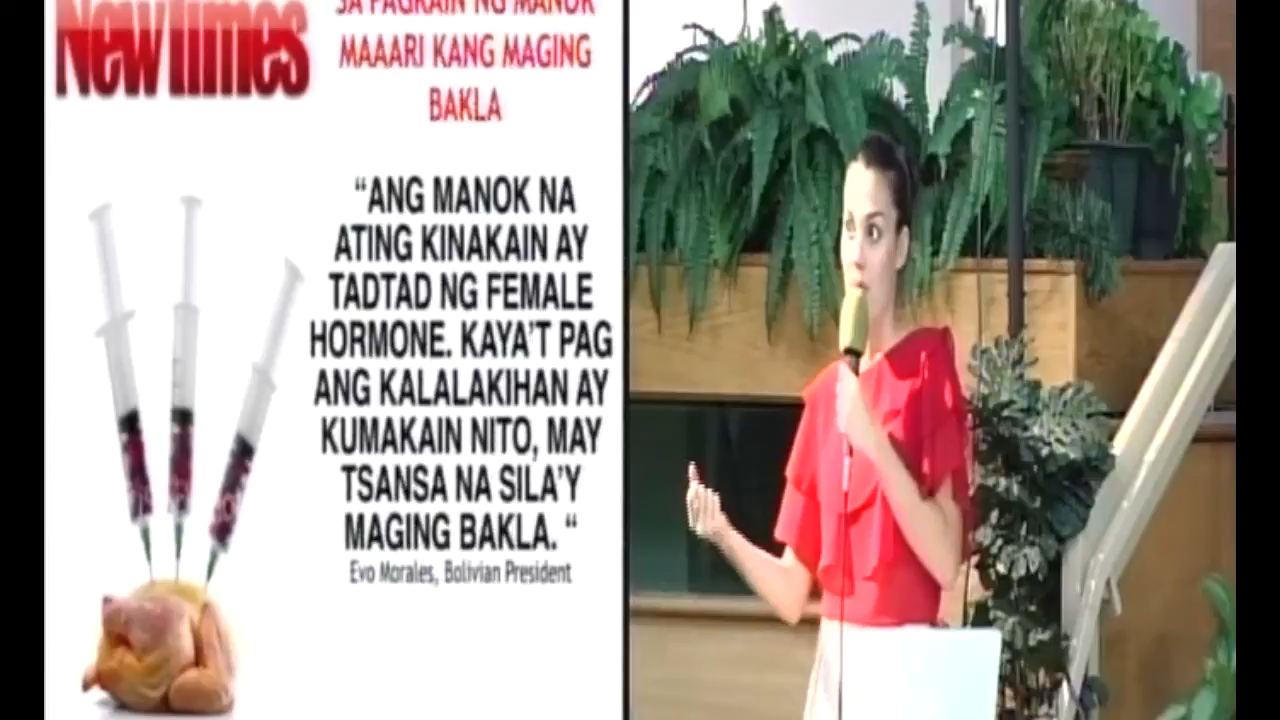 NewTimes
SA PAGKAIN NG MANOK
MAAARI KANG MAGING
BAKLA
“ANG MANOK NA
ATING KINAKAIN AY
TADTAD NG FEMALE
HORMONE. KAYA’T PAG
ANG KALALAKIHAN AY
KUMAKAIN NITO, MAY
TSANSA NA SILA’Y
MAGING BAKLA. “
Evo Morales, Bolivian President